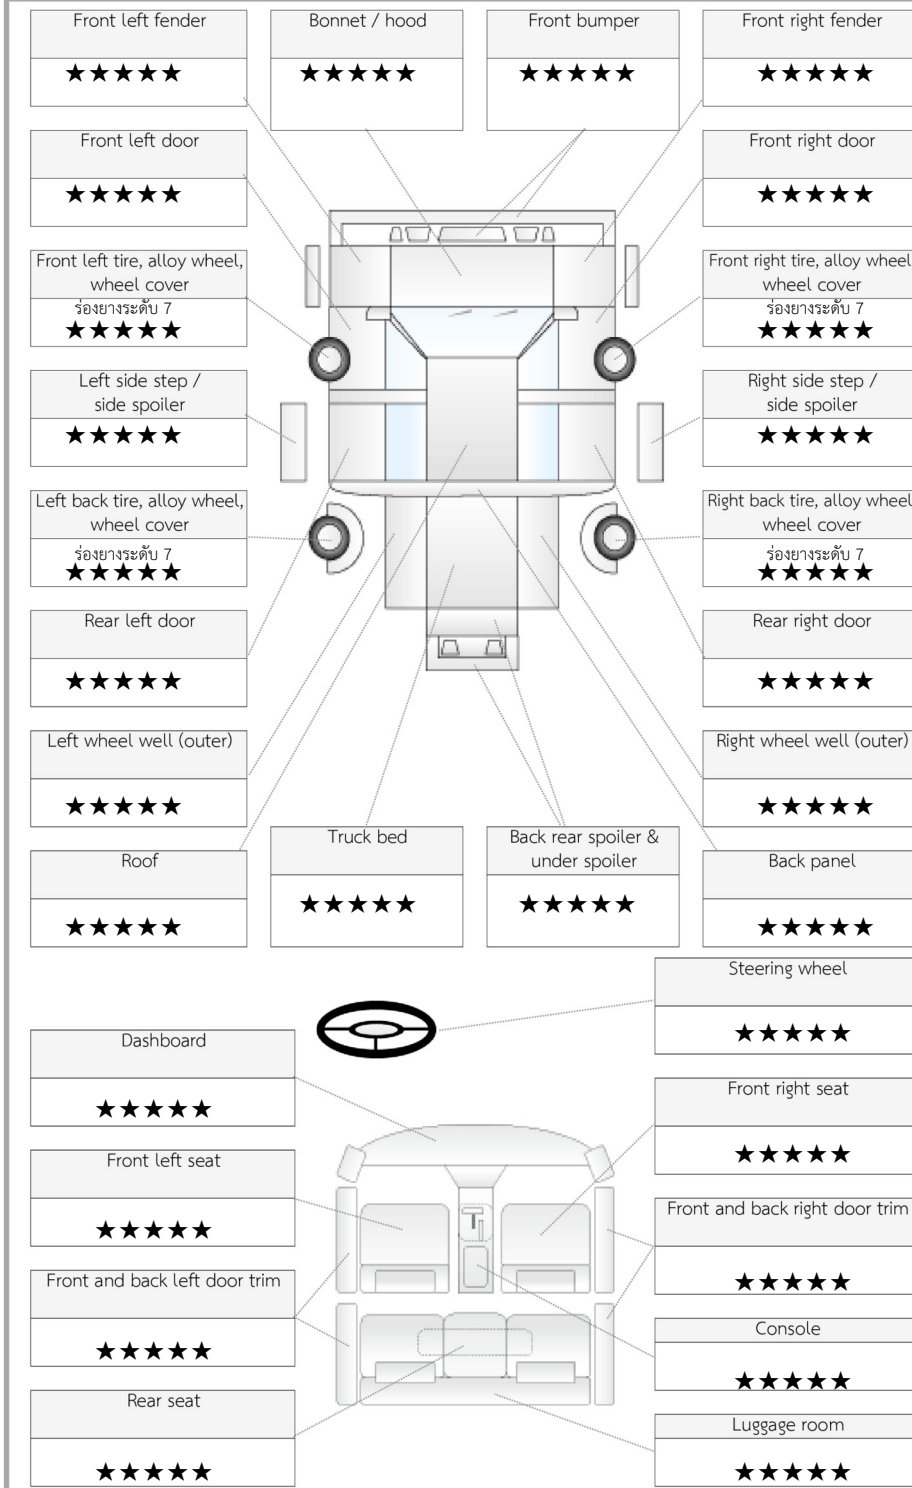 Front left fender
★★★★★
Bonnet / hood
★★★★★
Front bumper
★★★★★
Front right fender
★★★★★
Front left door
★★★★★
Front right door
★★★★★
Front left tire, alloy wheel,
wheel cover
ร่องยางระดับ 7
★★★★★
Front right tire, alloy wheel
wheel cover
ร่องยางระดับ 7
★★★★★
Left side step /
side spoiler
★★★★★
Right side step /
side spoiler
★★★★★
Left back tire, alloy wheel,
wheel cover
ร่องยางระดับ 7
★★★★★
Right back tire, alloy wheel
wheel cover
ร่องยางระดับ 7
★★★★★
Rear left door
★★★★★
Rear right door
★★★★★
Left wheel well (outer)
★★★★★
Right wheel well (outer)
★★★★★
Roof
★★★★★
Truck bed
★★★★★
Back rear spoiler &
under spoiler
★★★★★
Back panel
★★★★★
Steering wheel
★★★★★
Dashboard
★★★★★
Front right seat
★★★★★
Front left seat
★★★★★
Front and back right door trim
★★★★★
Front and back left door trim
★★★★★
Console
★★★★★
Rear seat
★★★★★
Luggage room
★★★★★